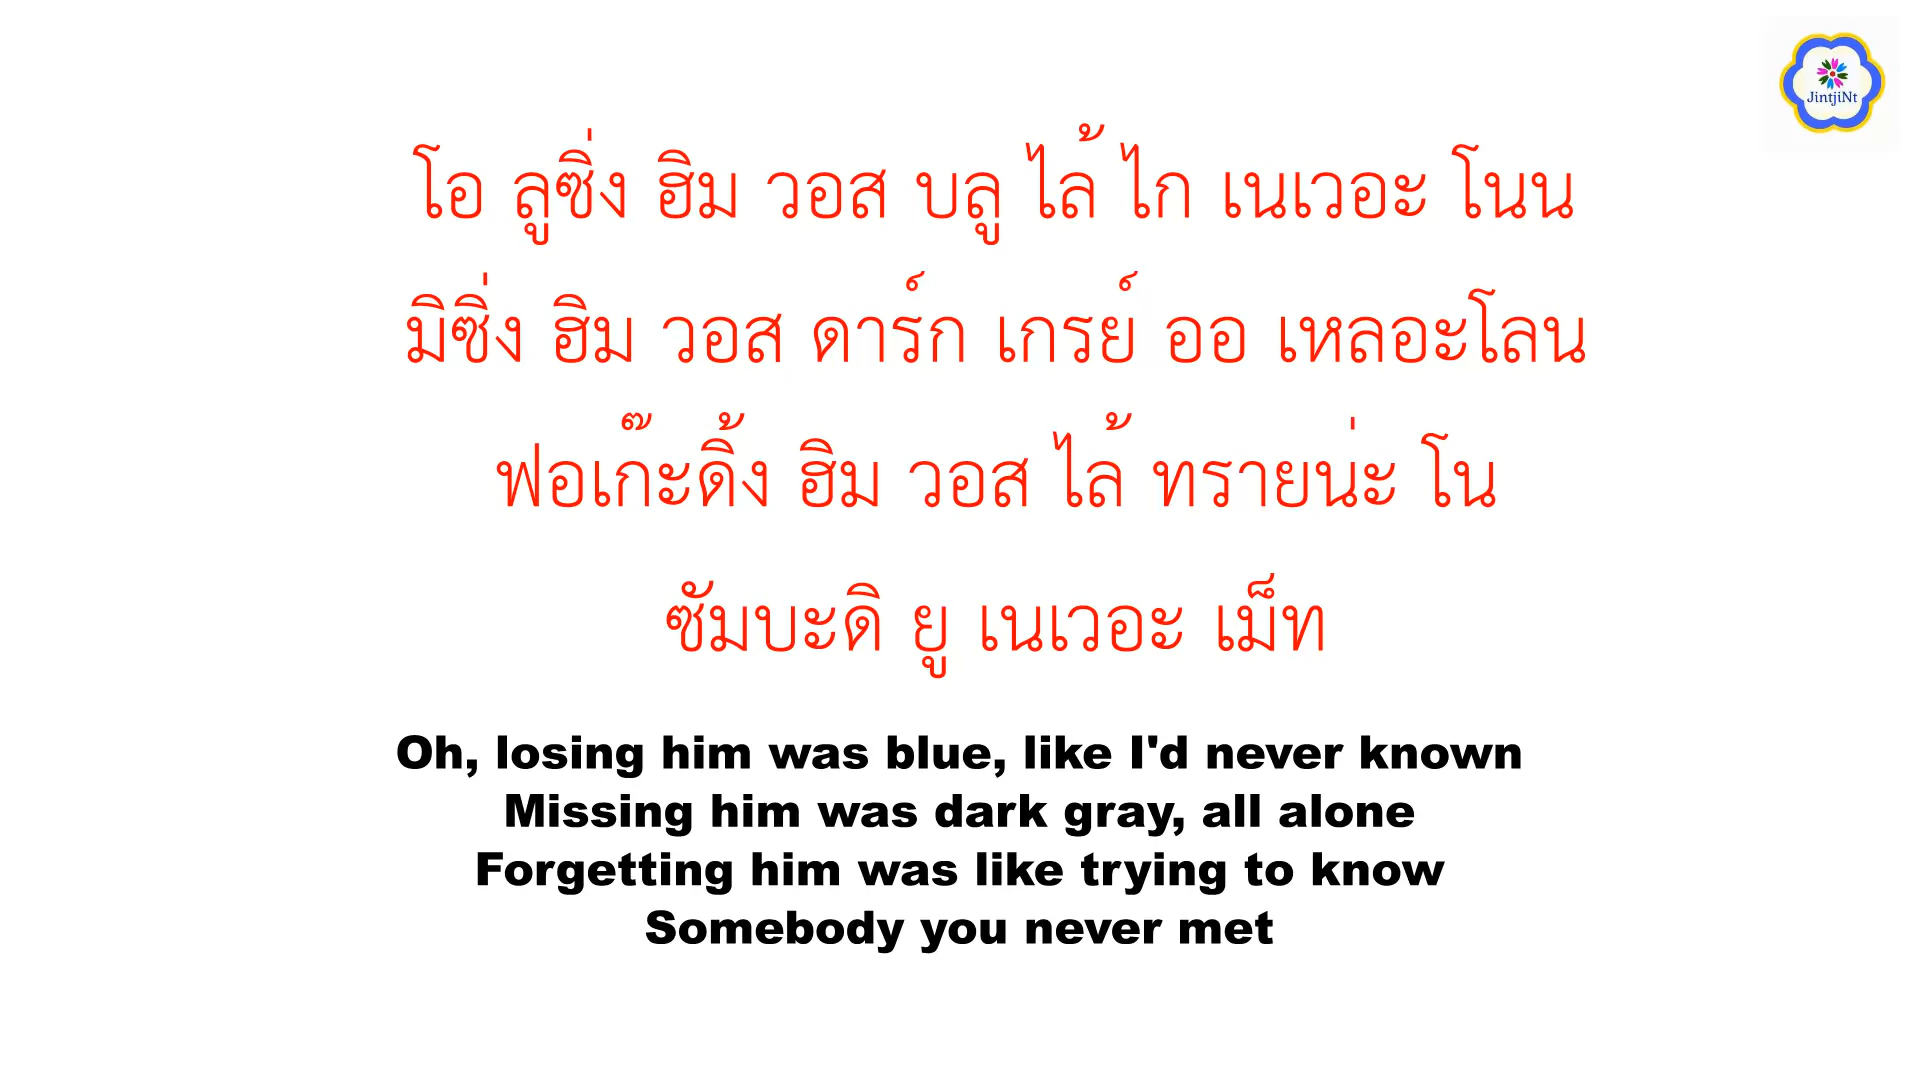 JintjiNt
โอ ลูซิ่ง ฮิม วอส บลู ไล้ ไก เนเวอะ โนน
มิซิ่ง ฮิม วอส ดาร์ก เกรย์ ออ เหลอะโลน
ฟอเก๊ะดิ้ง ฮิม วอส ไล้ ทรายน่ะ โน
ซัมบะดิ ยู เนเวอะ เม็ท
Oh, losing him was blue, like I'd never known
Missing him was dark gray, all alone
Forgetting him was like trying to know
Somebody you never met